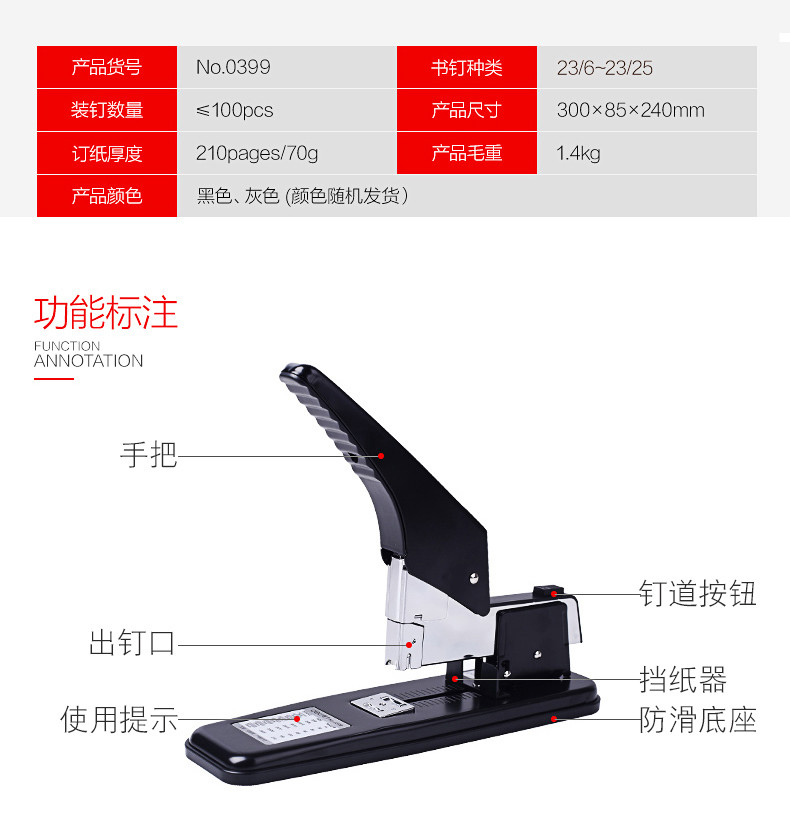 产品货号 No.0399 书钉种类 23/6~23/25
装钉数量 ≤100pcs 产品尺寸 300×85×240mm
订纸厚度 210pages/70g 产品毛重 1.4kg
产品颜色 黑色、灰色 (颜色随机发货）
功能标注
FUNCTION
ANNOTATION
手把
钉道按钮
出钉口
挡纸器
使用提示
防滑底座